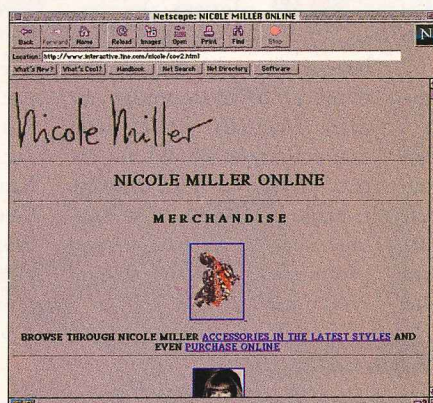 Netscape: NICOLE MILLER ONLINE
Back Forward Home Reload Images Open Print Find Stop
N
Location: http://www.interactive.line.com/nicole/cov2.html
What's New? What's Cool? Handbook Net Search Net Directory Software
Nicole Miller
NICOLE MILLER ONLINE
MERCHANDISE
BROWSE THROUGH NICOLE MILLER ACCESSORIES IN THE LATEST STYLES AND
EVEN PURCHASE ONLINE